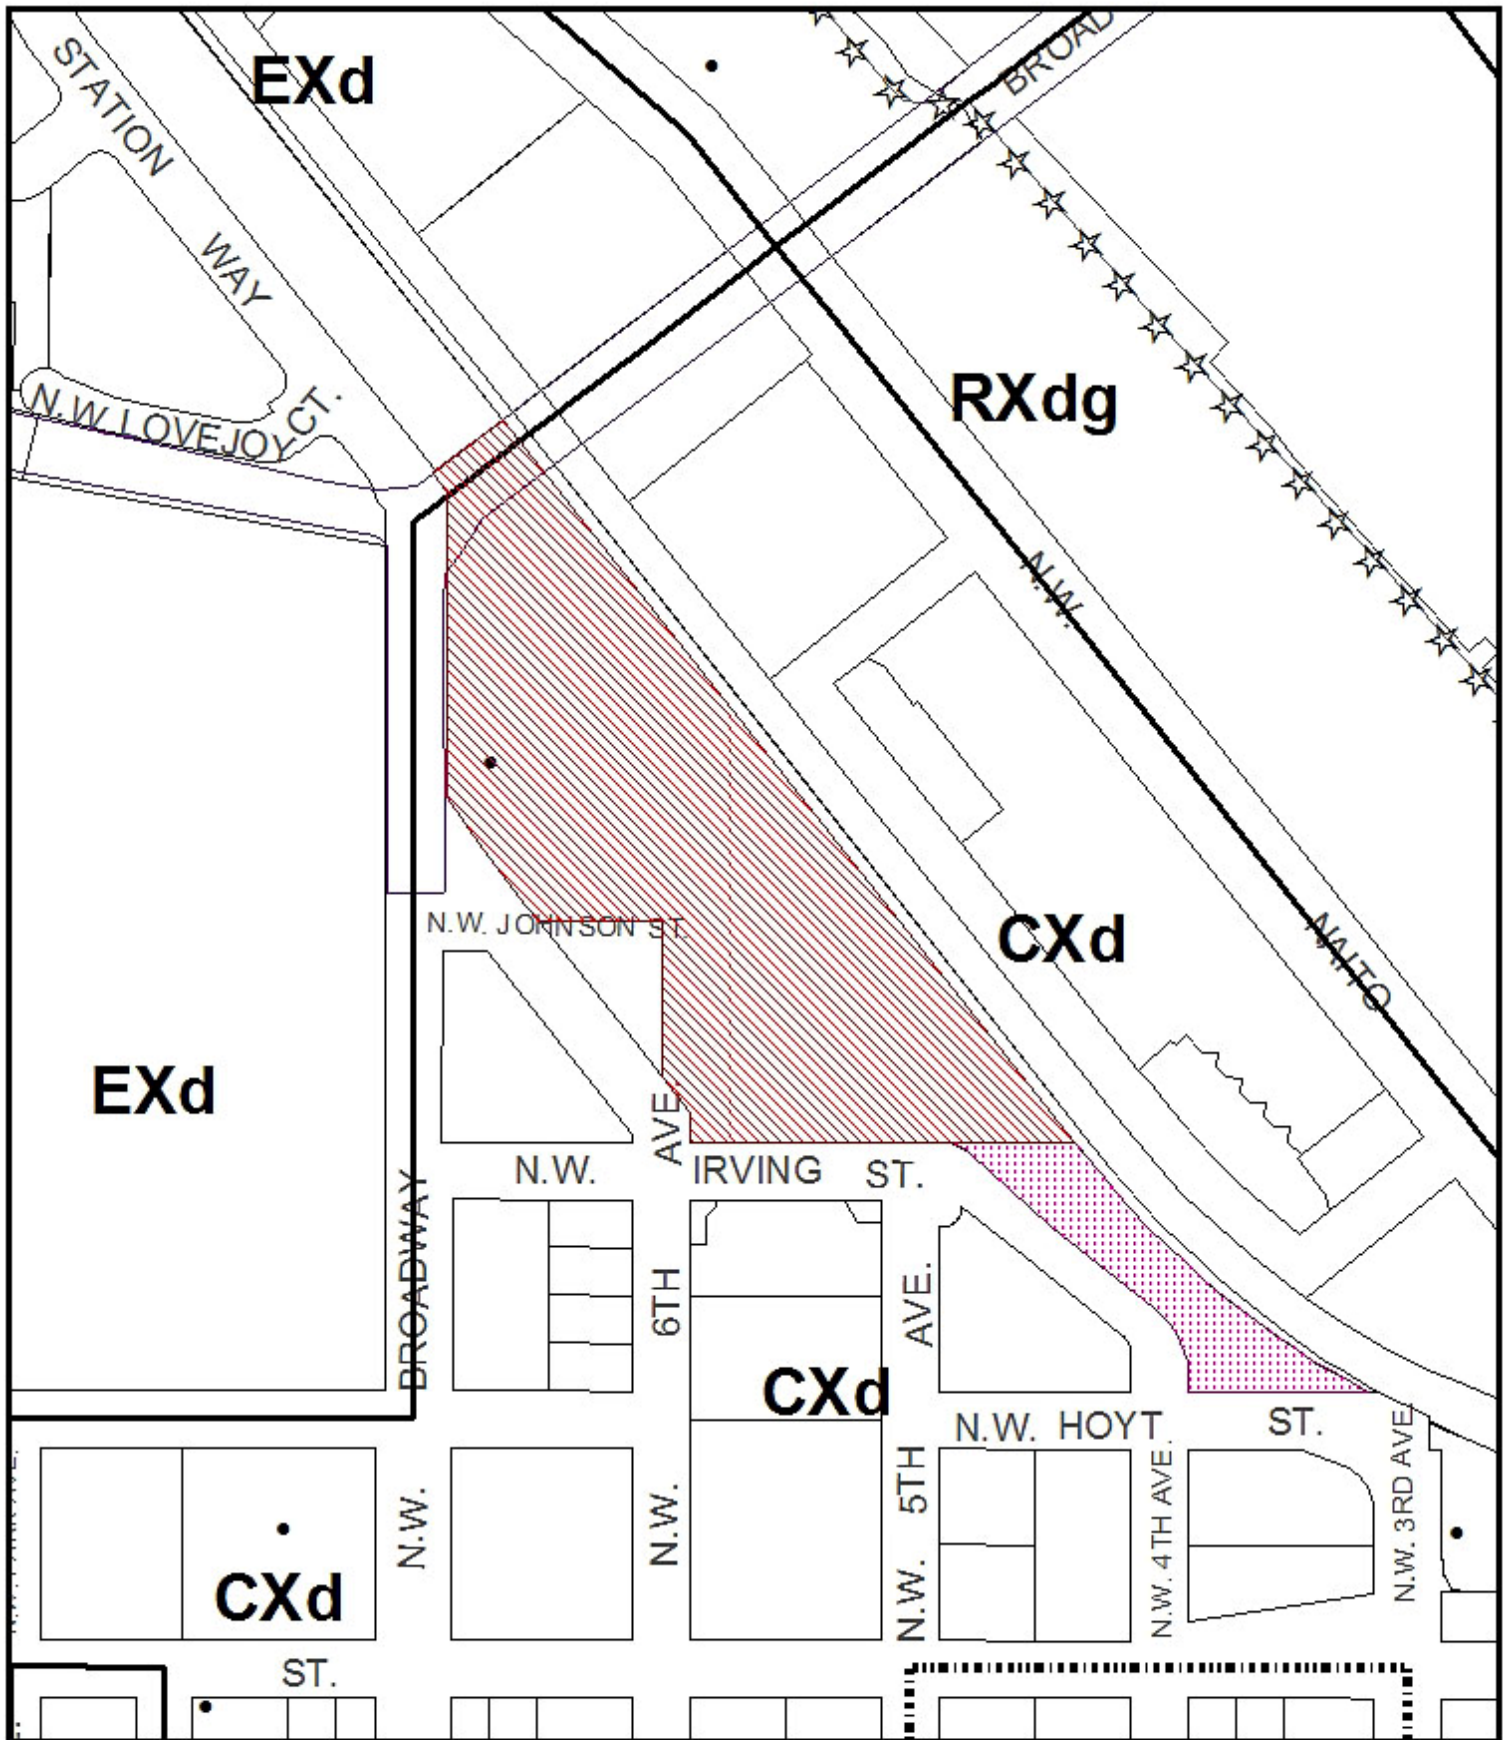 STATION
EXd
BROAD
WAY
N.W. LOVEJOY
CT.
RXdg
N.W.
N.W. JOHNSON ST.
CXd
NAITO
EXd
AVE.
N.W.
IRVING
ST.
BROADWAY
6TH
AVE.
CXd
N.W.
HOYT
ST.
N.W.
N.W.
N.W.
5TH
N.W. 4TH AVE.
N.W. 3RD AVE.
CXd
ST.